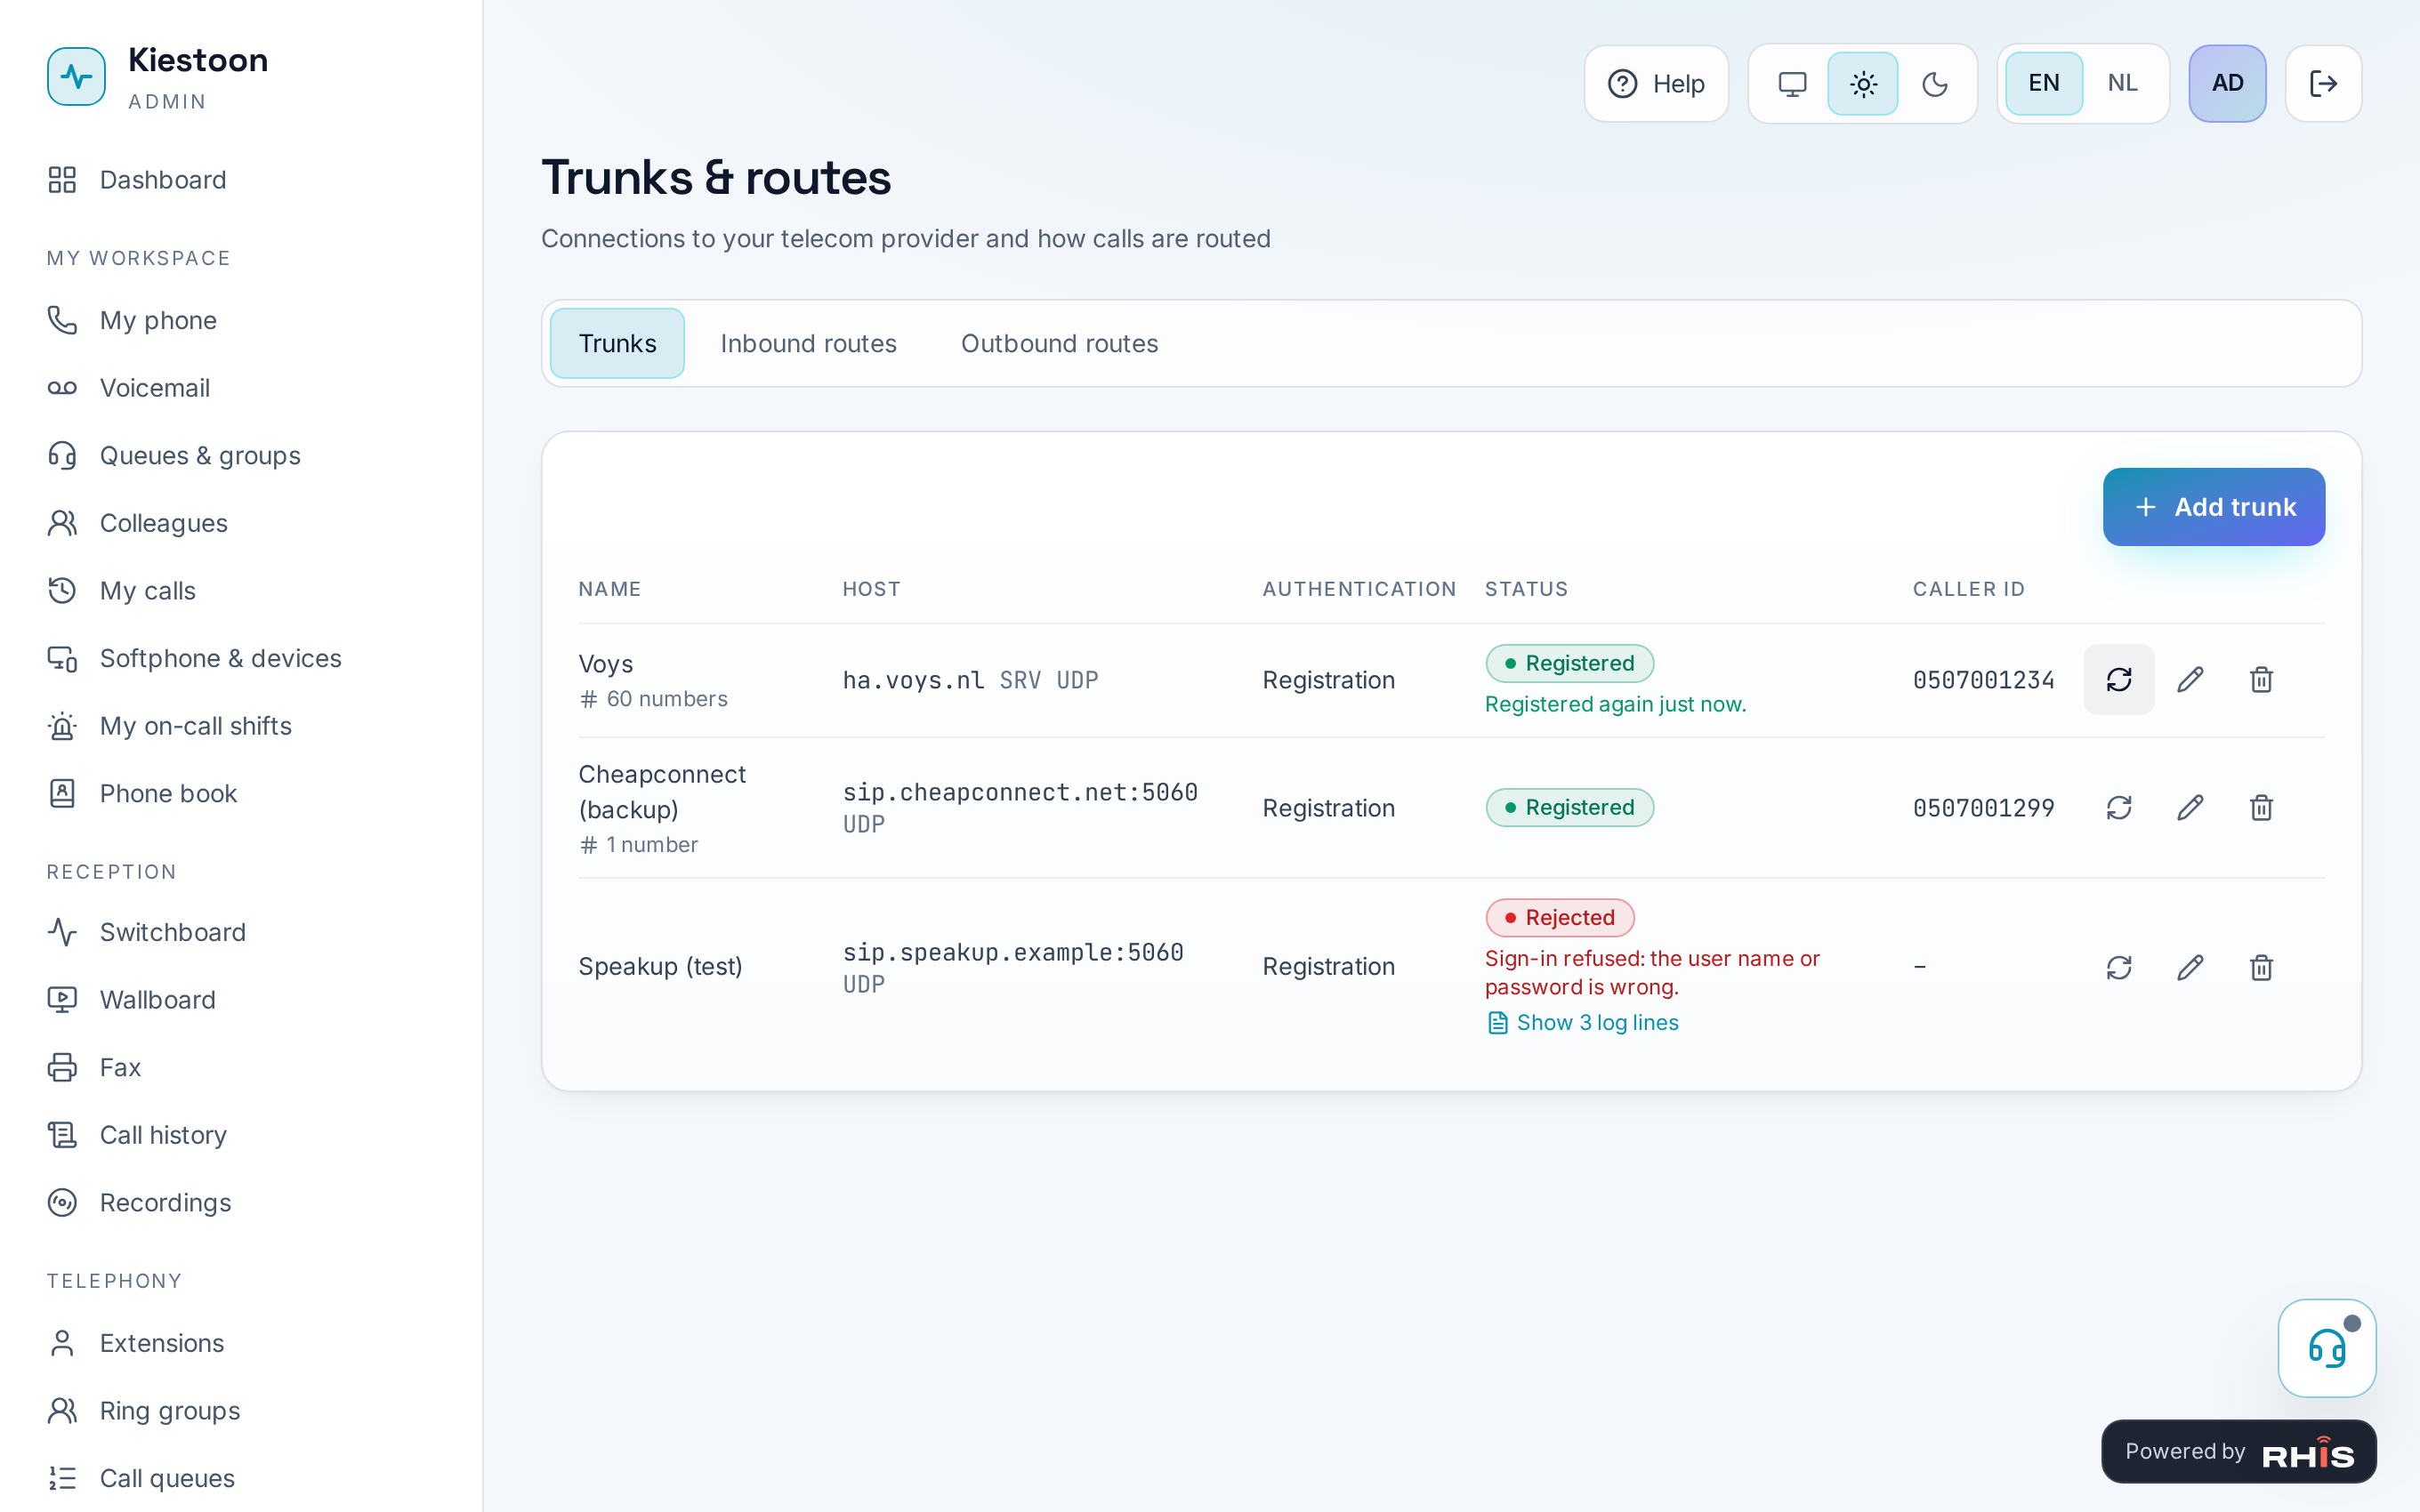 Kiestoon
ADMIN
Dashboard
MY WORKSPACE
My phone
Voicemail
Queues & groups
Colleagues
My calls
Softphone & devices
My on-call shifts
Phone book
RECEPTION
Switchboard
Wallboard
Fax
Call history
Recordings
TELEPHONY
Extensions
Ring groups
Call queues
Help
EN NL
AD
Trunks & routes
Connections to your telecom provider and how calls are routed
Trunks Inbound routes Outbound routes
Add trunk
NAME HOST AUTHENTICATION STATUS CALLER ID
Voys
# 60 numbers
ha.voys.nl SRV UDP
Registration
Registered
Registered again just now.
0507001234
Cheapconnect
(backup)
# 1 number
sip.cheapconnect.net:5060
UDP
Registration
Registered
0507001299
Speakup (test)
sip.speakup.example:5060
UDP
Registration
Rejected
Sign-in refused: the user name or
password is wrong.
Show 3 log lines
–
Powered by RHiS